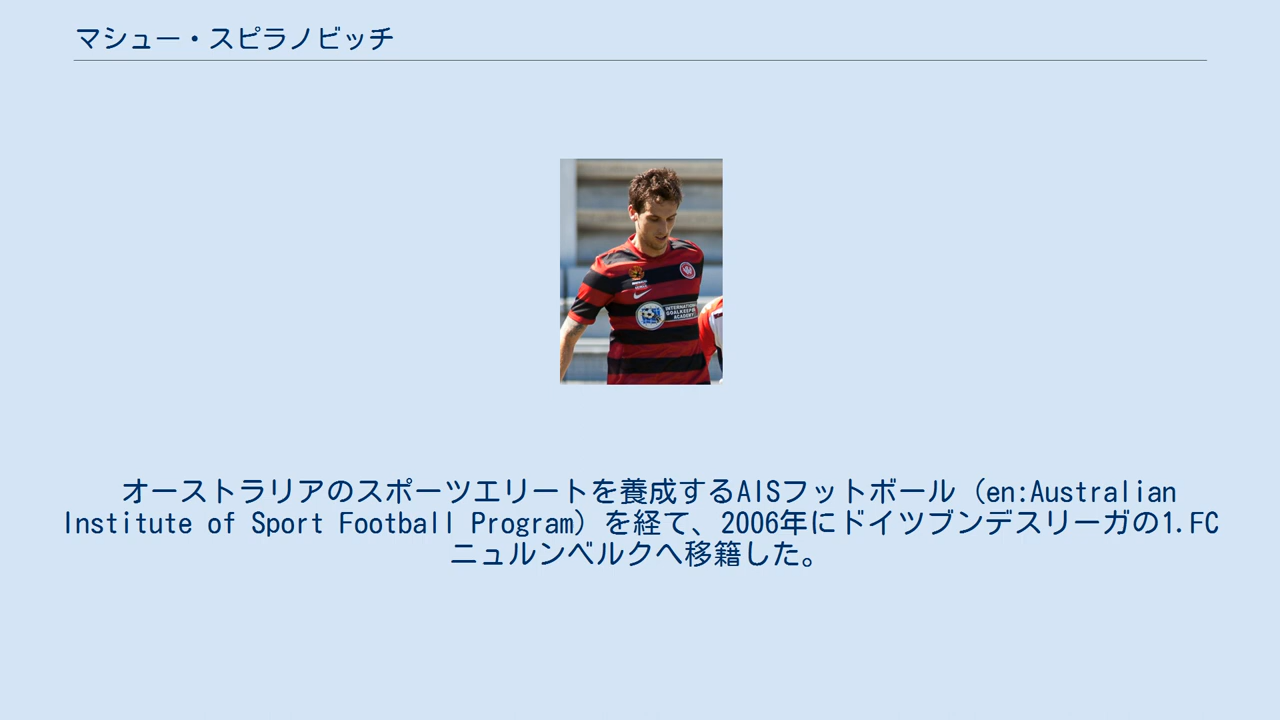 マシュー・スピラノビッチ
INTERNATIONAL
GOALKEEPER
ACADEMY
オーストラリアのスポーツエリートを養成するAISフットボール（en:Australian
Institute of Sport Football Program）を経て、2006年にドイツブンデスリーガの1.FC
ニュルンベルクへ移籍した。